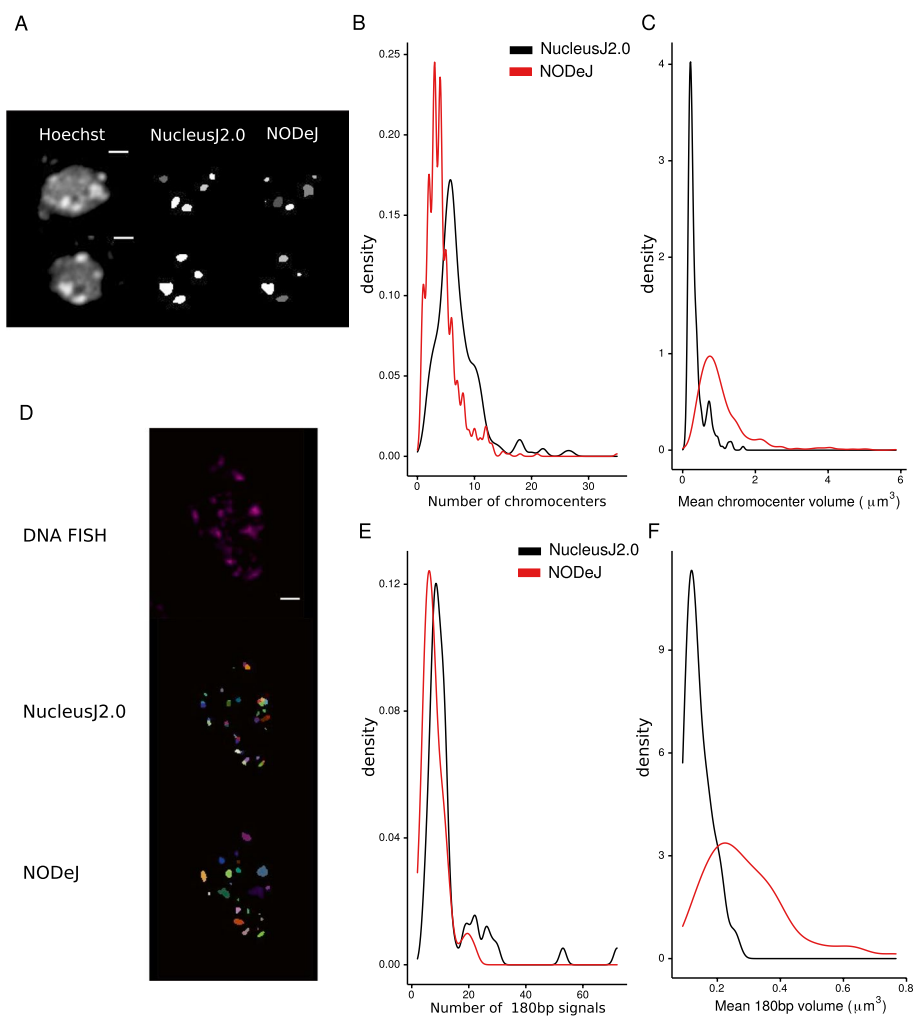 A
Hoechst NucleusJ2.0 NODeJ
B
NucleusJ2.0
NODeJ
density
0.25
0.20
0.15
0.10
0.05
0.00
0 10 20 30
Number of chromocenters
C
density
4
3
4
1
0
0 2 4 6
Mean chromocenter volume ( μm³)
D
DNA FISH
NucleusJ2.0
NODeJ
E
NucleusJ2.0
NODeJ
density
0.12
0.08
0.04
0.00
0 20 40 60
Number of 180bp signals
F
density
9
6
3
0
0.2 0.4 0.6 0.8
Mean 180bp volume (μm³)